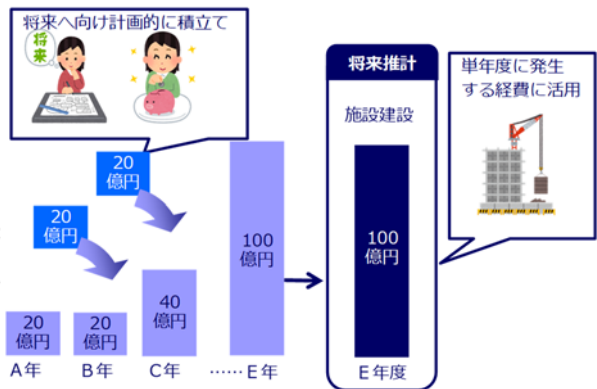 将来へ向け計画的に積立て
将
来
20
億円
20
億円
20
億円
20
億円
40
億円
100
億円
A年
B年
C年
……E年
将来推計
施設建設
100
億円
E年度
単年度に発生
する経費に活用